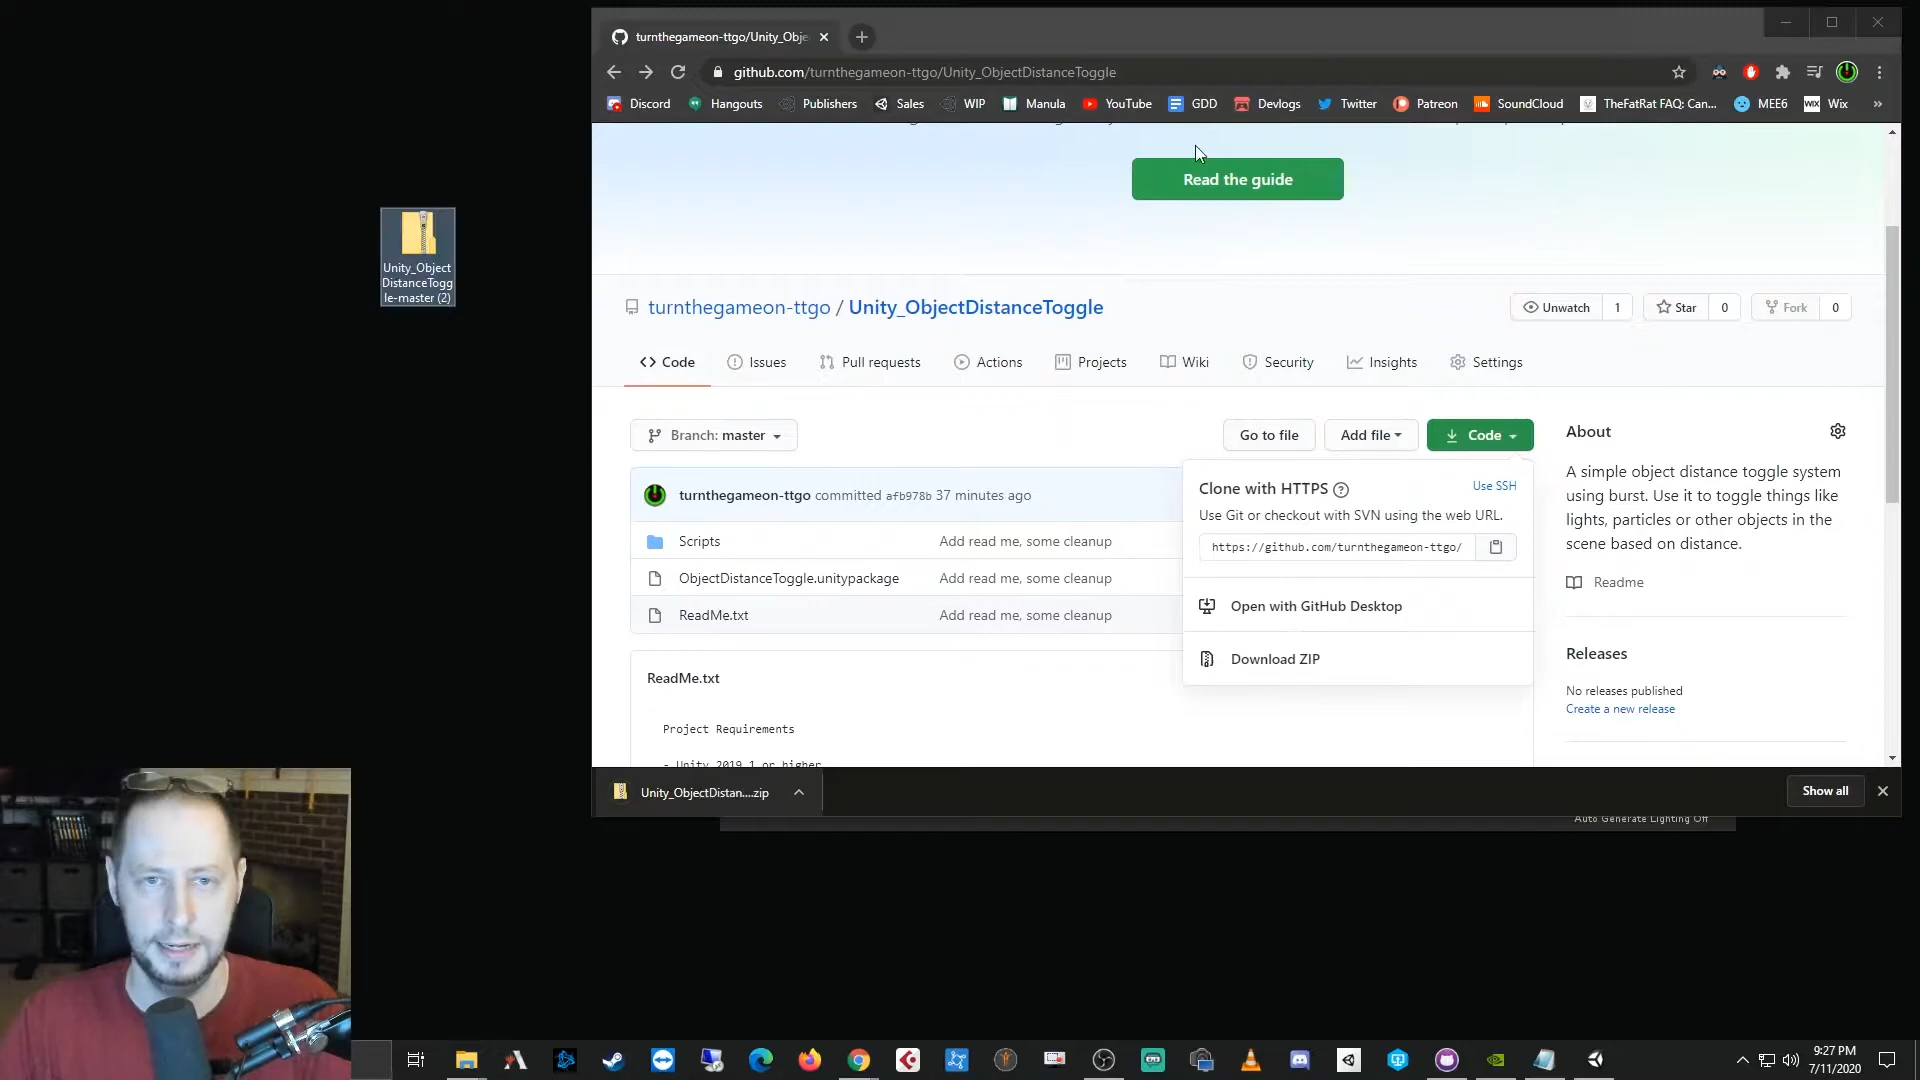 turnthegameon-ttgo/Unity_Obje
github.com/turnthegameon-ttgo/Unity_ObjectDistanceToggle
Discord Hangouts Publishers Sales WIP Manula YouTube GDD Devlogs Twitter Patreon SoundCloud TheFatRat FAQ: Can... MEE6 WIX Wix »
Read the guide
Unity_Object
DistanceTogg
le-master (2)
turnthegameon-ttgo / Unity_ObjectDistanceToggle
Unwatch 1 Star 0 Fork 0
<> Code Issues Pull requests Actions Projects Wiki Security Insights Settings
Branch: master
Go to file Add file Code
turnthegameon-ttgo committed afb978b 37 minutes ago
Scripts Add read me, some cleanup
ObjectDistanceToggle.unitypackage Add read me, some cleanup
ReadMe.txt Add read me, some cleanup
Clone with HTTPS ? Use SSH
Use Git or checkout with SVN using the web URL.
https://github.com/turnthegameon-ttgo/
Open with GitHub Desktop
Download ZIP
About
A simple object distance toggle system
using burst. Use it to toggle things like
lights, particles or other objects in the
scene based on distance.
Readme
Releases
No releases published
Create a new release
ReadMe.txt
Project Requirements
- Unity 2019.1 or higher
Unity_ObjectDistan....zip
Show all
Auto Generate Lighting Off
9:27 PM
7/11/2020